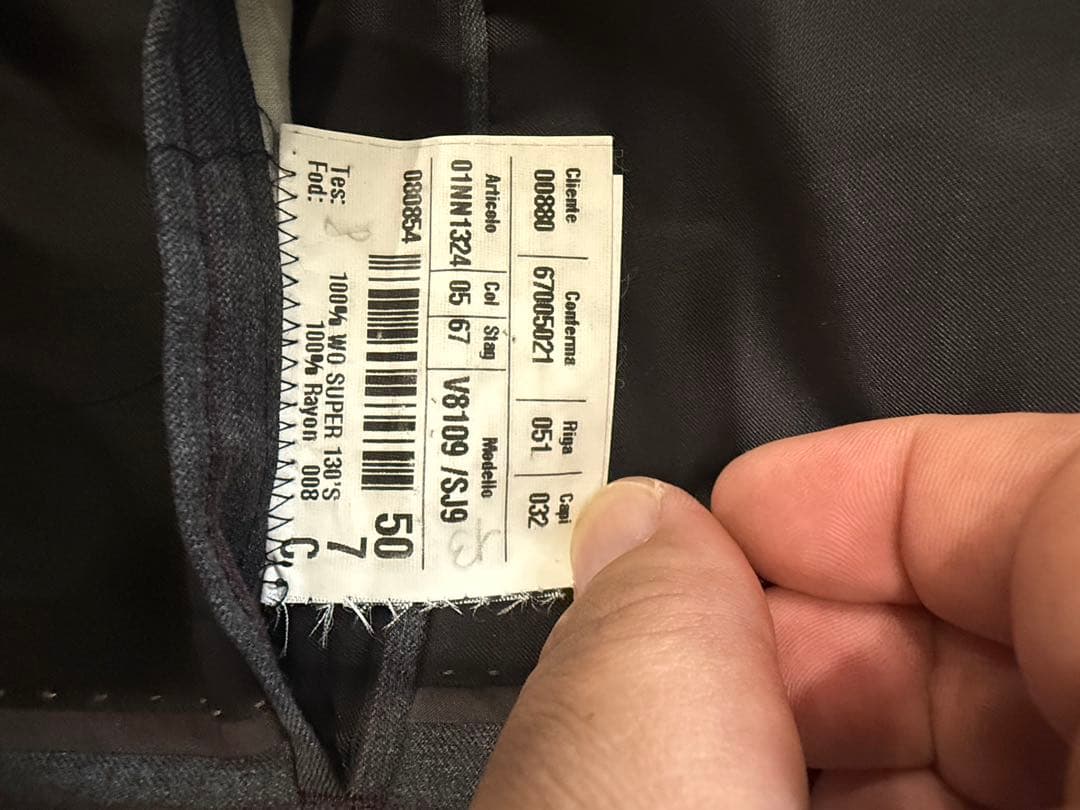 Cliente Conferma Riga Capi
00880 67005021 051 032
Articolo Col Stag Modello
01NN1324 05 67 V8109 /SJ9
080854 50
7
Tes: 100% WO SUPER 130'S
Fod: 100% Rayon 008 C